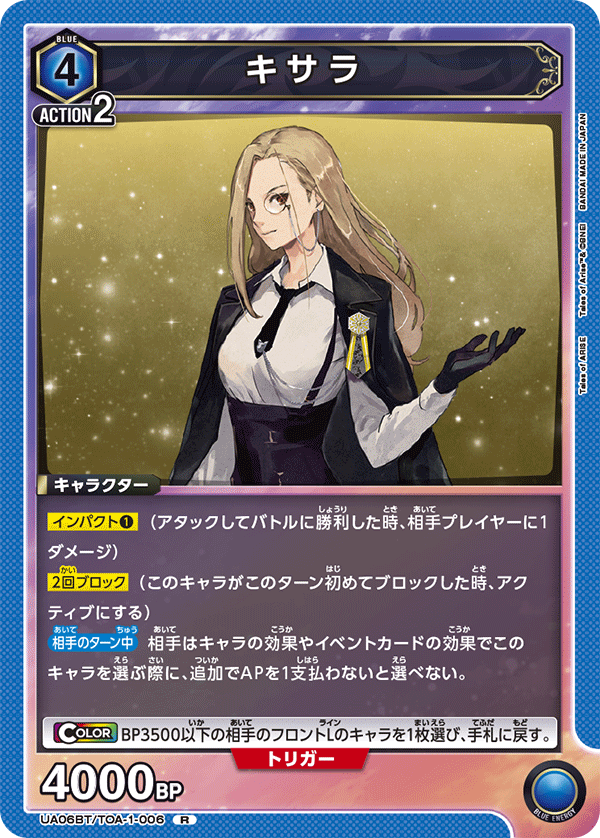 BLUE
4
ACTION2
キサラ
BANDAI MADE IN JAPAN
Tales of Arise™& ©BNEI
Tales of ARISE
キャラクター
インパクト❶ (アタックしてバトルに勝利した時、相手プレイヤーに1
ダメージ)
2回ブロック (このキャラがこのターン初めてブロックした時、アク
ティブにする)
相手のターン中 相手はキャラの効果やイベントカードの効果でこの
キャラを選ぶ際に、追加でAPを1支払わないと選べない。
COLOR BP3500以下の相手のフロントLのキャラを1枚選び、手札に戻す。
トリガー
4000BP
UA06BT/TOA-1-006 R
BLUE ENERGY